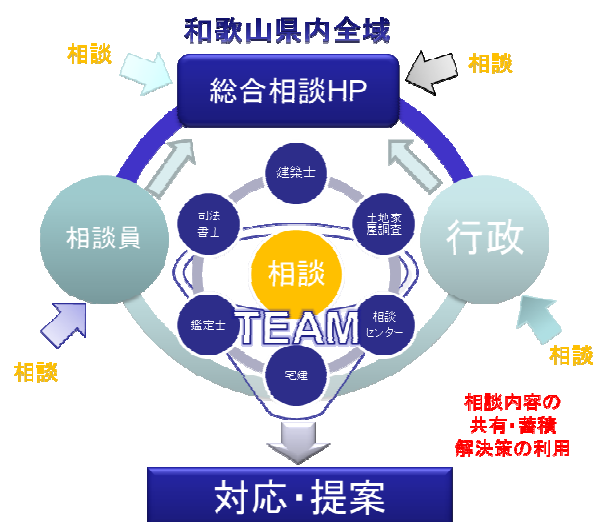 和歌山県内全域
相談
相談
総合相談HP
建築士
司法
書士
土地家
屋調査
相談員
相談
行政
鑑定士
TEAM
相談
センター
宅建
相談
相談
相談内容の
共有・蓄積
解決策の利用
対応・提案